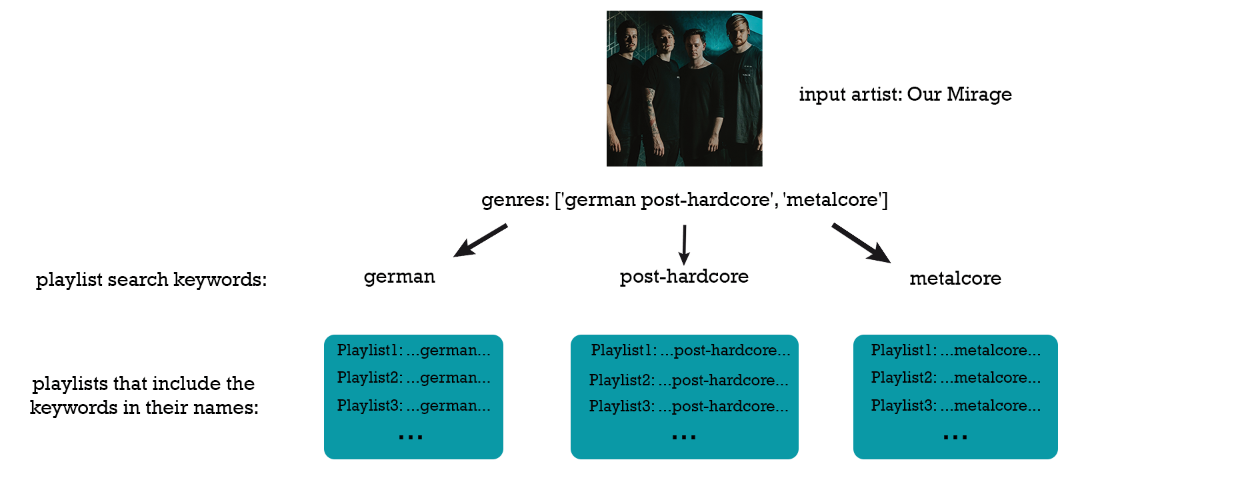 input artist: Our Mirage
genres: ['german post-hardcore', 'metalcore']
playlist search keywords:
german
post-hardcore
metalcore
playlists that include the
keywords in their names:
Playlist1: ...german...
Playlist2: ...german...
Playlist3: ...german...
...
Playlist1: ...post-hardcore...
Playlist2: ...post-hardcore...
Playlist3: ...post-hardcore...
...
Playlist1: ...metalcore...
Playlist2: ...metalcore...
Playlist3: ...metalcore...
...